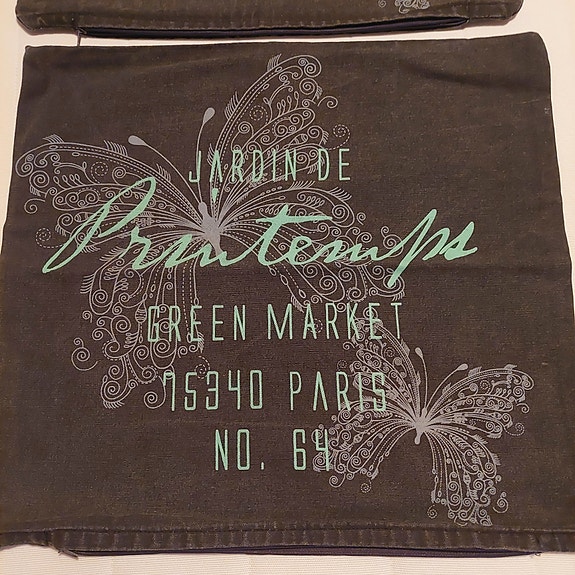 JARDIN DE
Printemps
GREEN MARKET
75340 PARIS
NO. 64